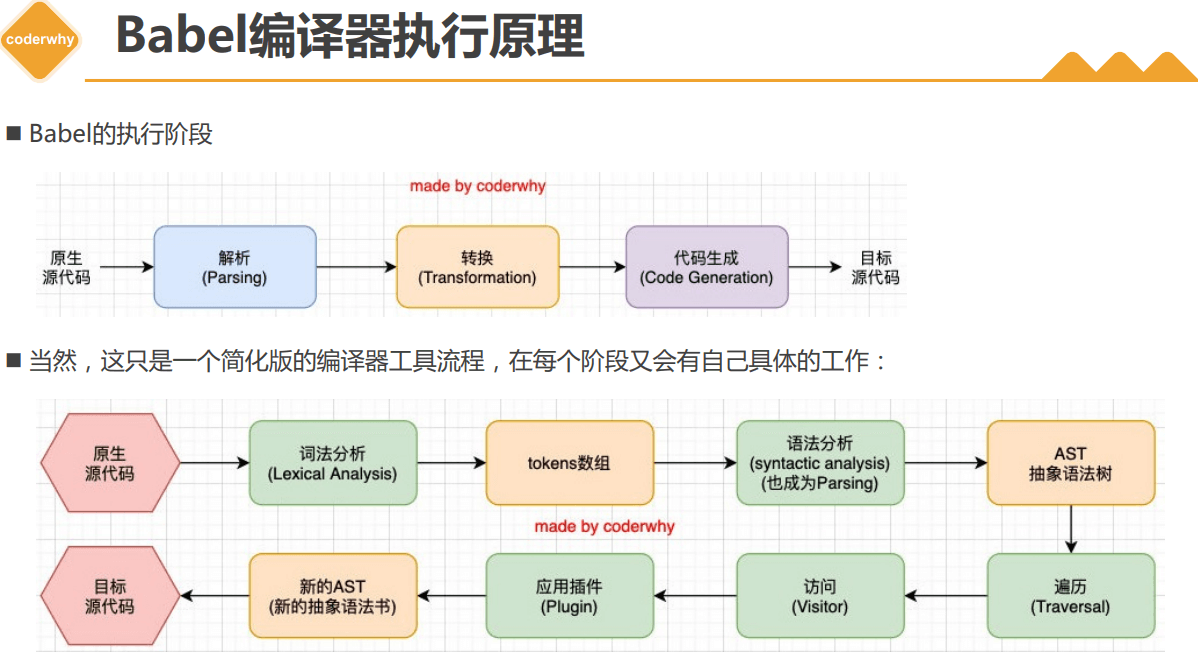 coderwhy
Babel编译器执行原理
Babel的执行阶段
made by coderwhy
原生
源代码
解析
(Parsing)
转换
(Transformation)
代码生成
(Code Generation)
目标
源代码
当然，这只是一个简化版的编译器工具流程，在每个阶段又会有自己具体的工作：
原生
源代码
词法分析
(Lexical Analysis)
tokens数组
语法分析
(syntactic analysis)
(也成为Parsing)
AST
抽象语法树
made by coderwhy
目标
源代码
新的AST
(新的抽象语法书)
应用插件
(Plugin)
访问
(Visitor)
遍历
(Traversal)